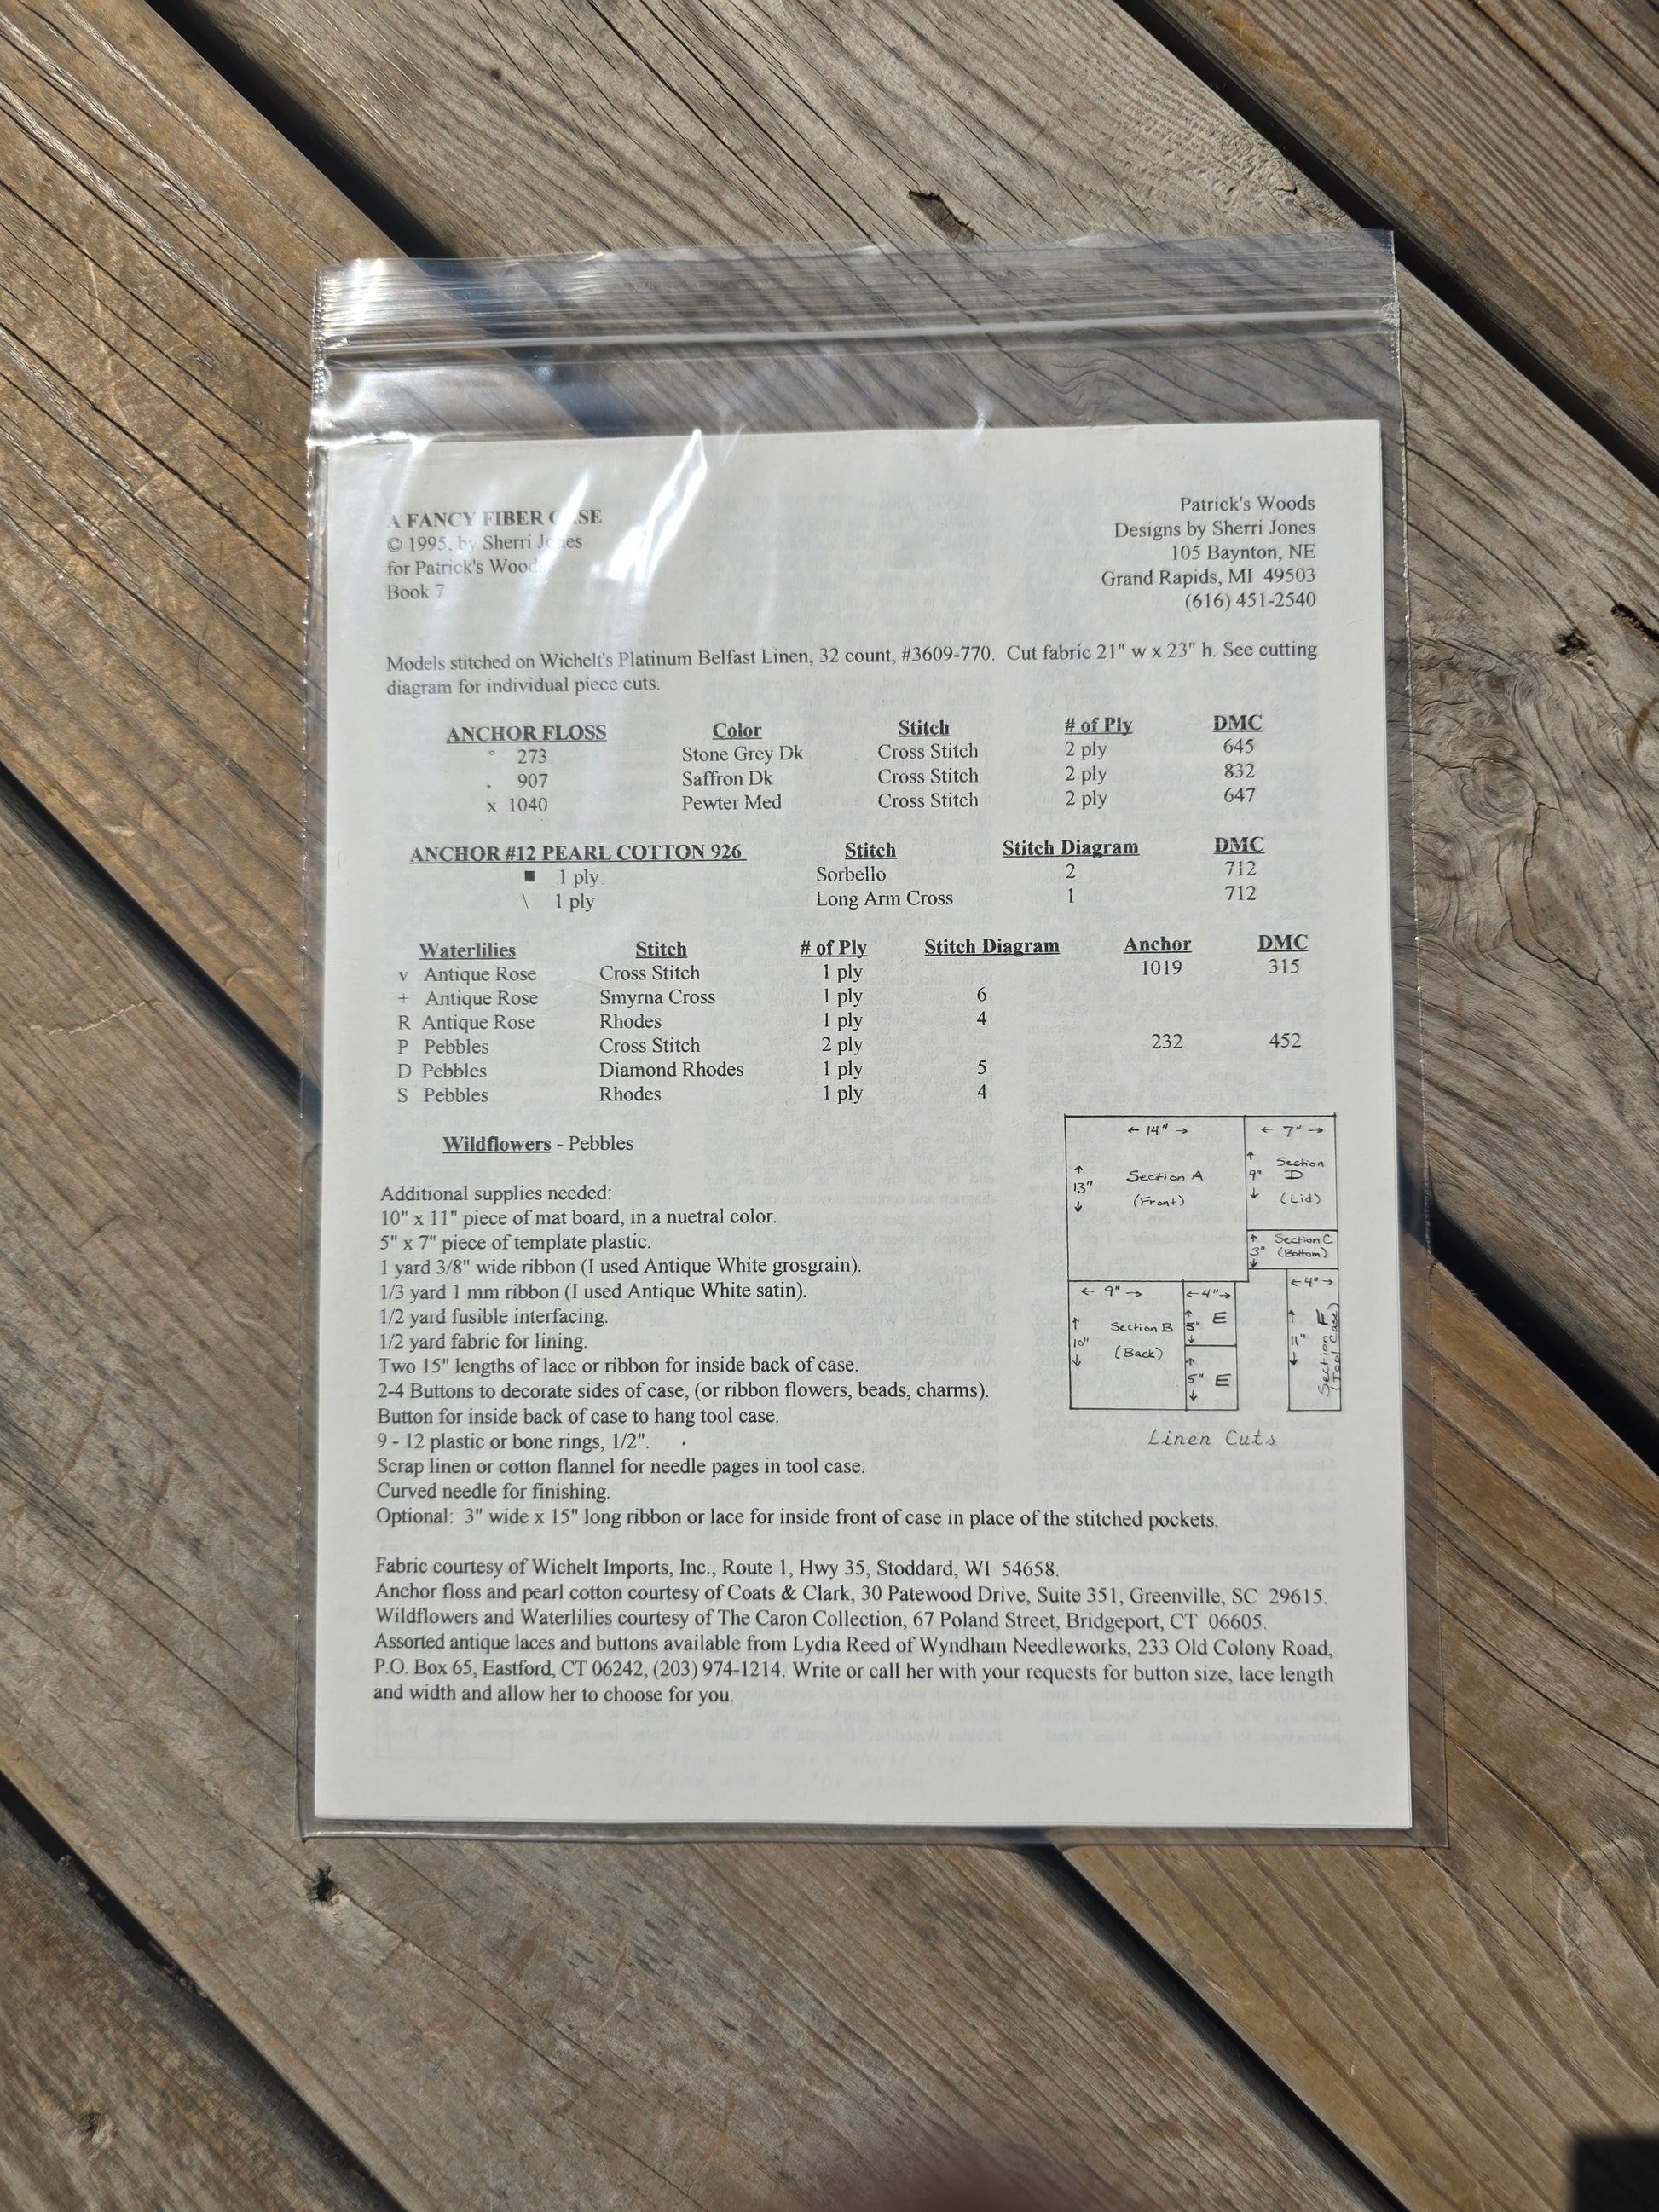 A FANCY FIBER CASE
© 1995, by Sherri Jones
for Patrick's Woods
Book 7
Patrick's Woods
Designs by Sherri Jones
105 Baynton, NE
Grand Rapids, MI 49503
(616) 451-2540
Models stitched on Wichelt's Platinum Belfast Linen, 32 count, #3609-770. Cut fabric 21" w x 23" h. See cutting
diagram for individual piece cuts.
ANCHOR FLOSS Color Stitch # of Ply DMC
° 273 Stone Grey Dk Cross Stitch 2 ply 645
. 907 Saffron Dk Cross Stitch 2 ply 832
x 1040 Pewter Med Cross Stitch 2 ply 647
ANCHOR #12 PEARL COTTON 926 Stitch Stitch Diagram DMC
■ 1 ply Sorbello 2 712
\ 1 ply Long Arm Cross 1 712
Waterlilies Stitch # of Ply Stitch Diagram Anchor DMC
v Antique Rose Cross Stitch 1 ply 1019 315
+ Antique Rose Smyrna Cross 1 ply 6
R Antique Rose Rhodes 1 ply 4
P Pebbles Cross Stitch 2 ply 232 452
D Pebbles Diamond Rhodes 1 ply 5
S Pebbles Rhodes 1 ply 4
Wildflowers - Pebbles
Additional supplies needed:
10" x 11" piece of mat board, in a nuetral color.
5" x 7" piece of template plastic.
1 yard 3/8" wide ribbon (I used Antique White grosgrain).
1/3 yard 1 mm ribbon (I used Antique White satin).
1/2 yard fusible interfacing.
1/2 yard fabric for lining.
Two 15" lengths of lace or ribbon for inside back of case.
2-4 Buttons to decorate sides of case, (or ribbon flowers, beads, charms).
Button for inside back of case to hang tool case.
9 - 12 plastic or bone rings, 1/2".
Scrap linen or cotton flannel for needle pages in tool case.
Curved needle for finishing.
Optional: 3" wide x 15" long ribbon or lace for inside front of case in place of the stitched pockets.
← 14" →
↑
13"
↓
Section A
(Front)
← 7" →
↑
9"
↓
Section
D
(Lid)
↑
3"
↓
Section C
(Bottom)
← 9" →
↑
10"
↓
Section B
(Back)
←4"→
↑
5"
↓
E
↑
5"
↓
E
←4"→
↑
11"
↓
Section F
(Tool Case)
Linen Cuts
Fabric courtesy of Wichelt Imports, Inc., Route 1, Hwy 35, Stoddard, WI 54658.
Anchor floss and pearl cotton courtesy of Coats & Clark, 30 Patewood Drive, Suite 351, Greenville, SC 29615.
Wildflowers and Waterlilies courtesy of The Caron Collection, 67 Poland Street, Bridgeport, CT 06605.
Assorted antique laces and buttons available from Lydia Reed of Wyndham Needleworks, 233 Old Colony Road,
P.O. Box 65, Eastford, CT 06242, (203) 974-1214. Write or call her with your requests for button size, lace length
and width and allow her to choose for you.